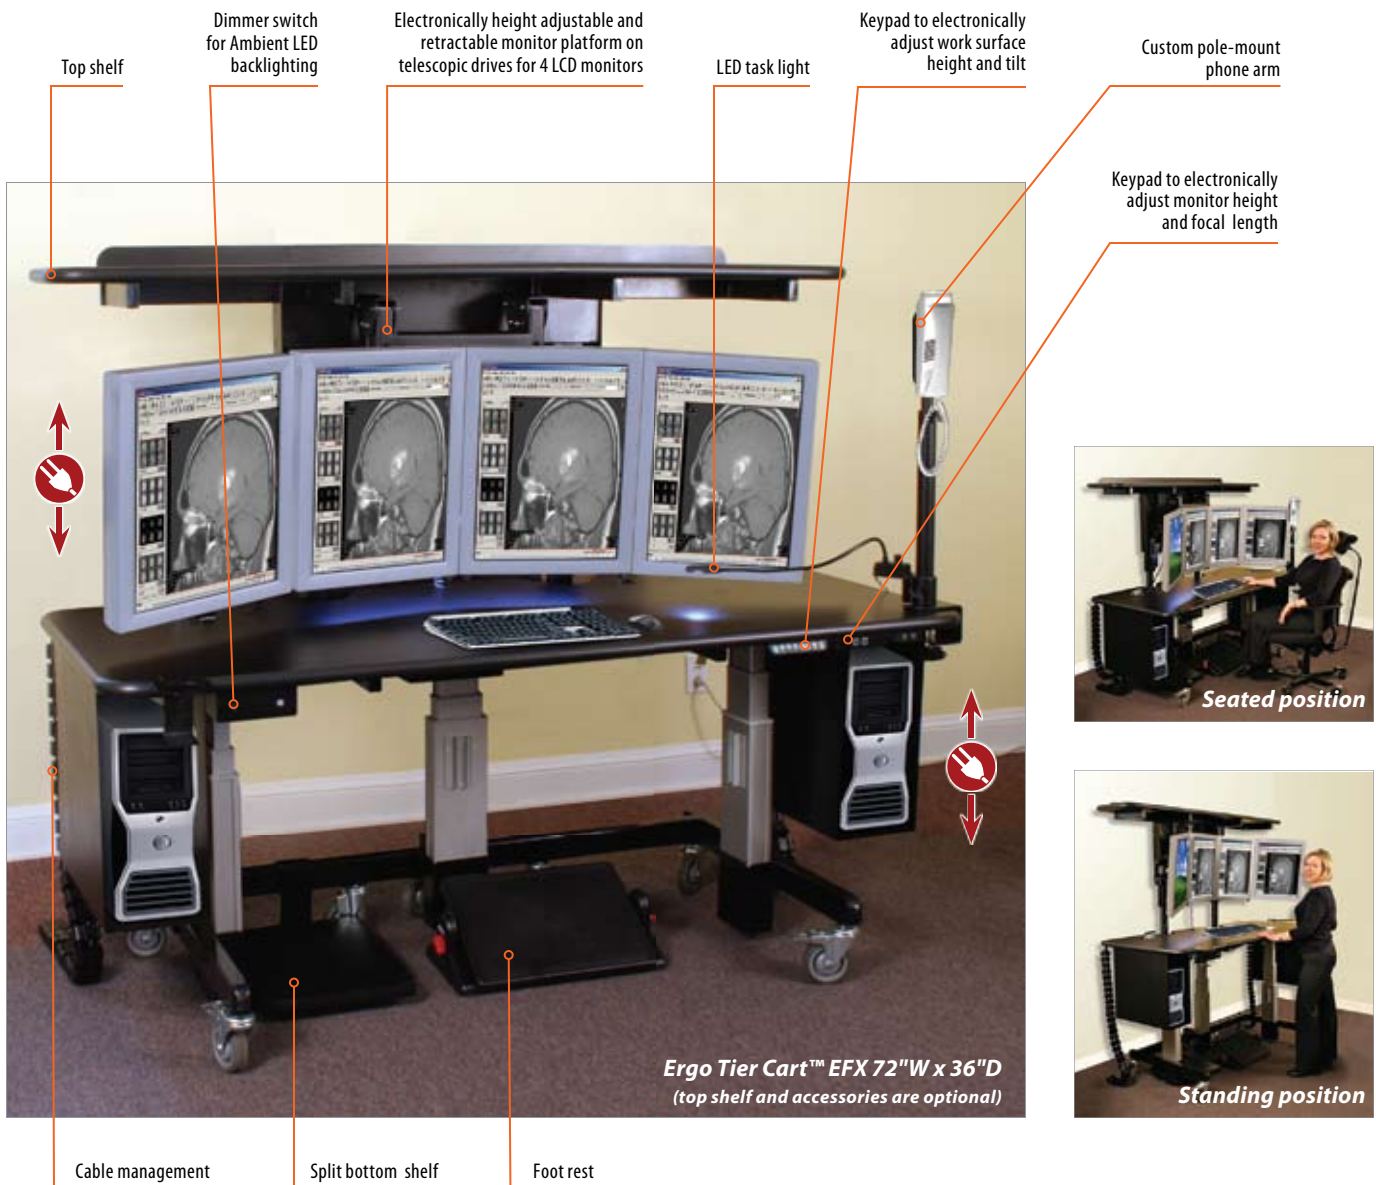 Dimmer switch
for Ambient LED
backlighting
Electronically height adjustable and
retractable monitor platform on
telescopic drives for 4 LCD monitors
Keypad to electronically
adjust work surface
height and tilt
Custom pole-mount
phone arm
Top shelf
LED task light
Keypad to electronically
adjust monitor height
and focal length
Seated position
Ergo Tier Cart™ EFX 72"W x 36"D
(top shelf and accessories are optional)
Standing position
Cable management
Split bottom shelf
Foot rest